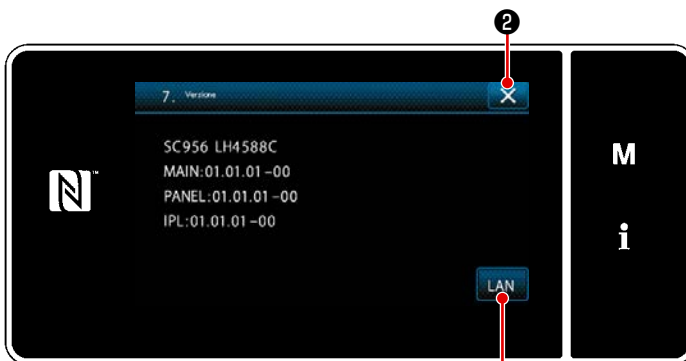 ❷
7. Versione
SC956 LH4588C
MAIN:01.01.01-00
PANEL:01.01.01-00
IPL:01.01.01-00
LAN
M
i